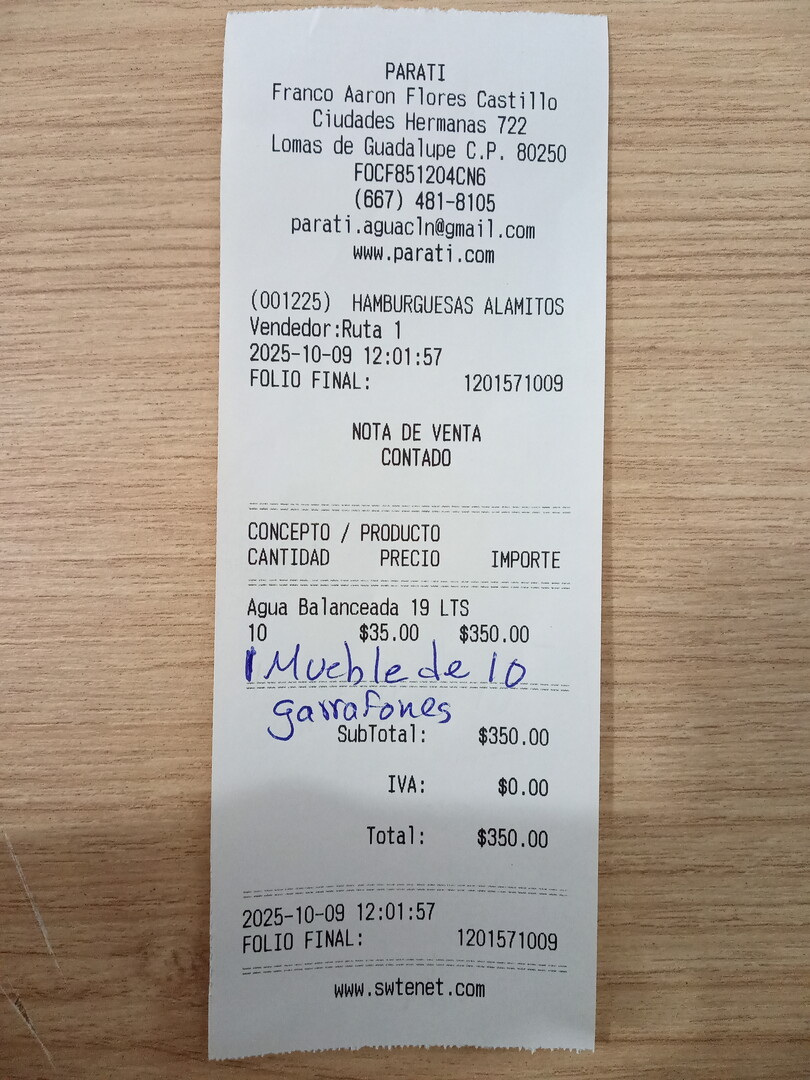 PARATI
Franco Aaron Flores Castillo
Ciudades Hermanas 722
Lomas de Guadalupe C.P. 80250
FOCF851204CN6
(667) 481-8105
parati.aguacln@gmail.com
www.parati.com
(001225) HAMBURGUESAS ALAMITOS
Vendedor:Ruta 1
2025-10-09 12:01:57
FOLIO FINAL: 1201571009
NOTA DE VENTA
CONTADO
CONCEPTO / PRODUCTO
CANTIDAD PRECIO IMPORTE
Agua Balanceada 19 LTS
10 $35.00 $350.00
1 Mueble de 10
garrafones
SubTotal: $350.00
IVA: $0.00
Total: $350.00
2025-10-09 12:01:57
FOLIO FINAL: 1201571009
www.swtenet.com